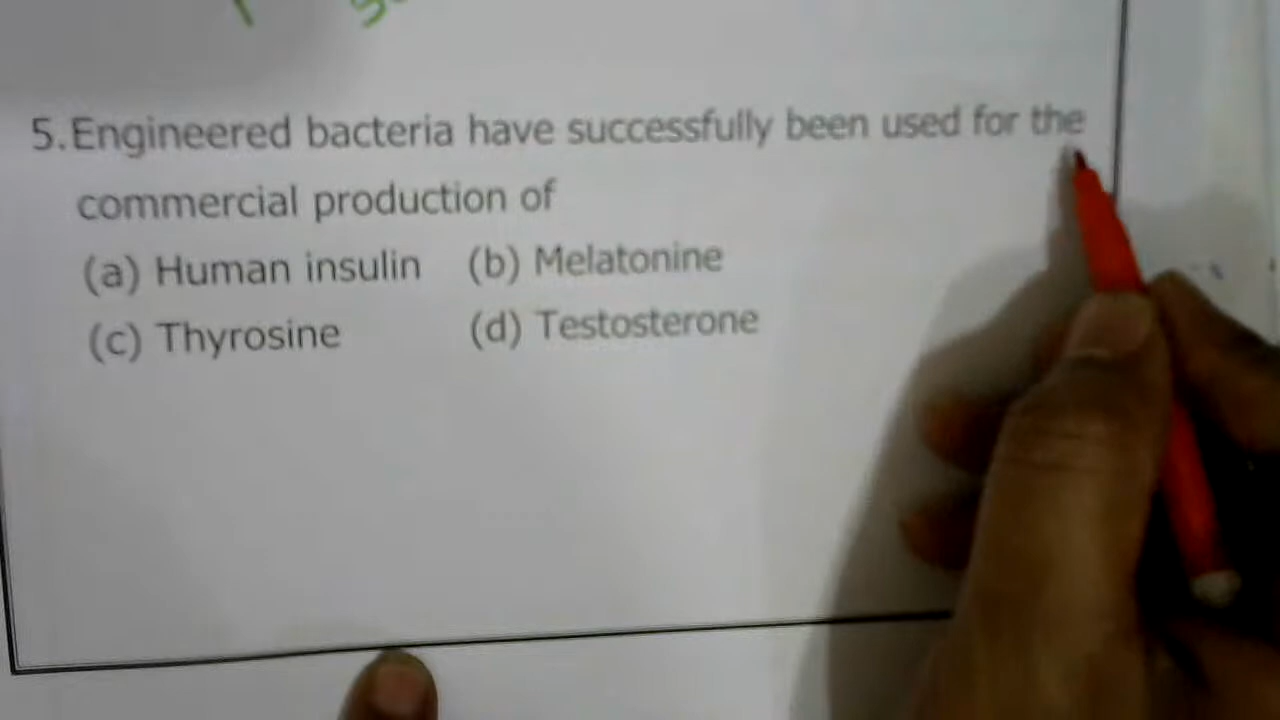 5. Engineered bacteria have successfully been used for the
commercial production of
(a) Human insulin (b) Melatonine
(c) Thyrosine (d) Testosterone